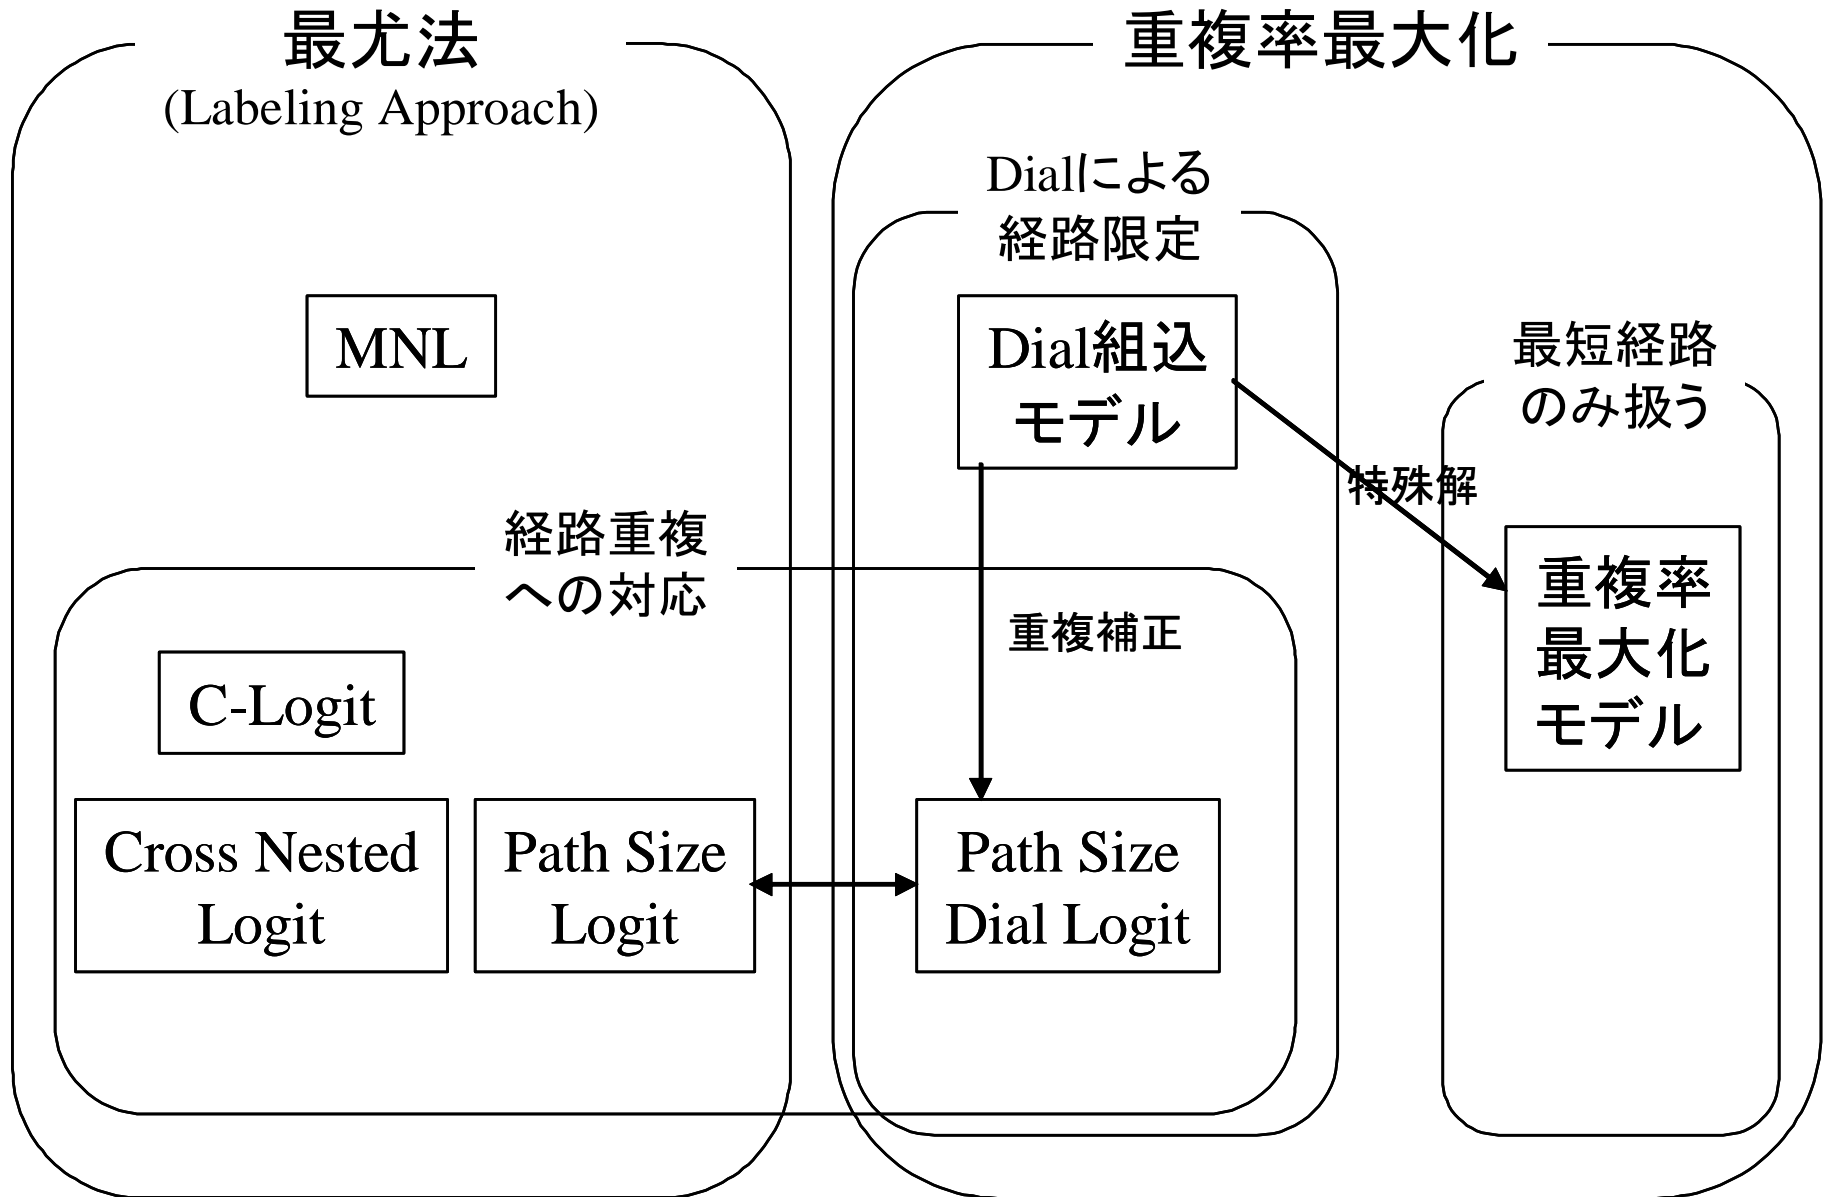 最尤法
(Labeling Approach)
MNL
経路重複
への対応
C-Logit
Cross Nested
Logit
Path Size
Logit
重複率最大化
Dialによる
経路限定
Dial組込
モデル
特殊解
重複補正
Path Size
Dial Logit
最短経路
のみ扱う
重複率
最大化
モデル